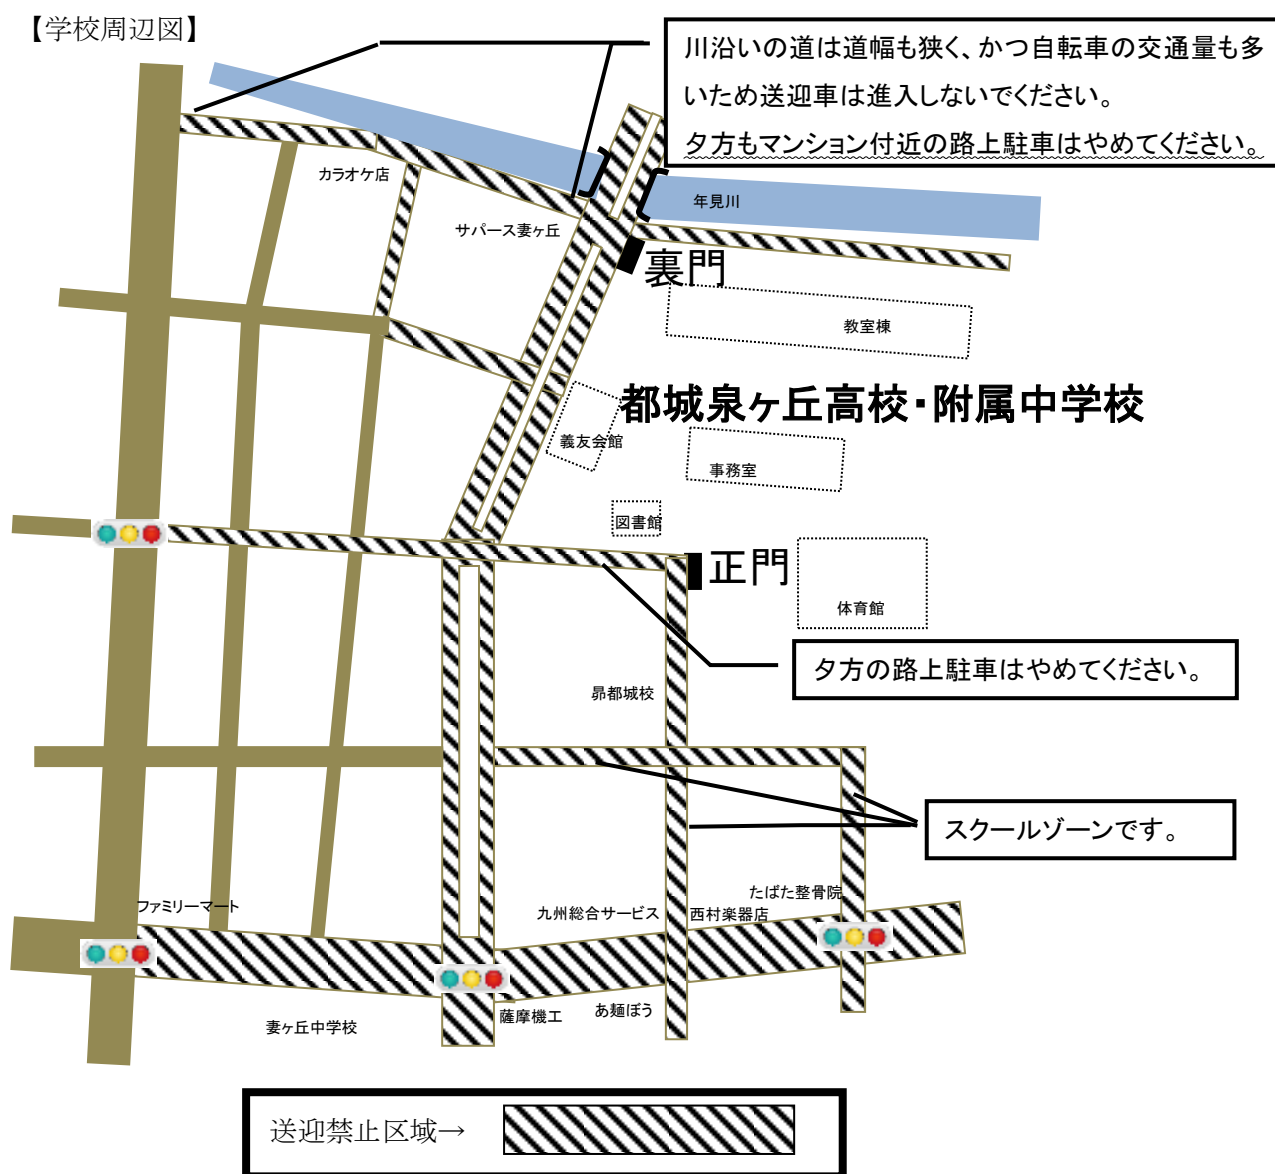 【学校周辺図】
川沿いの道は道幅も狭く、かつ自転車の交通量も多
いため送迎車は進入しないでください。
夕方もマンション付近の路上駐車はやめてください。
カラオケ店
年見川
サパース妻ヶ丘
裏門
教室棟
都城泉ヶ丘高校・附属中学校
義友会館
事務室
図書館
正門
体育館
夕方の路上駐車はやめてください。
昴都城校
スクールゾーンです。
たばた整骨院
ファミリーマート
九州総合サービス
西村楽器店
あ麺ぼう
薩摩機工
妻ヶ丘中学校
送迎禁止区域→